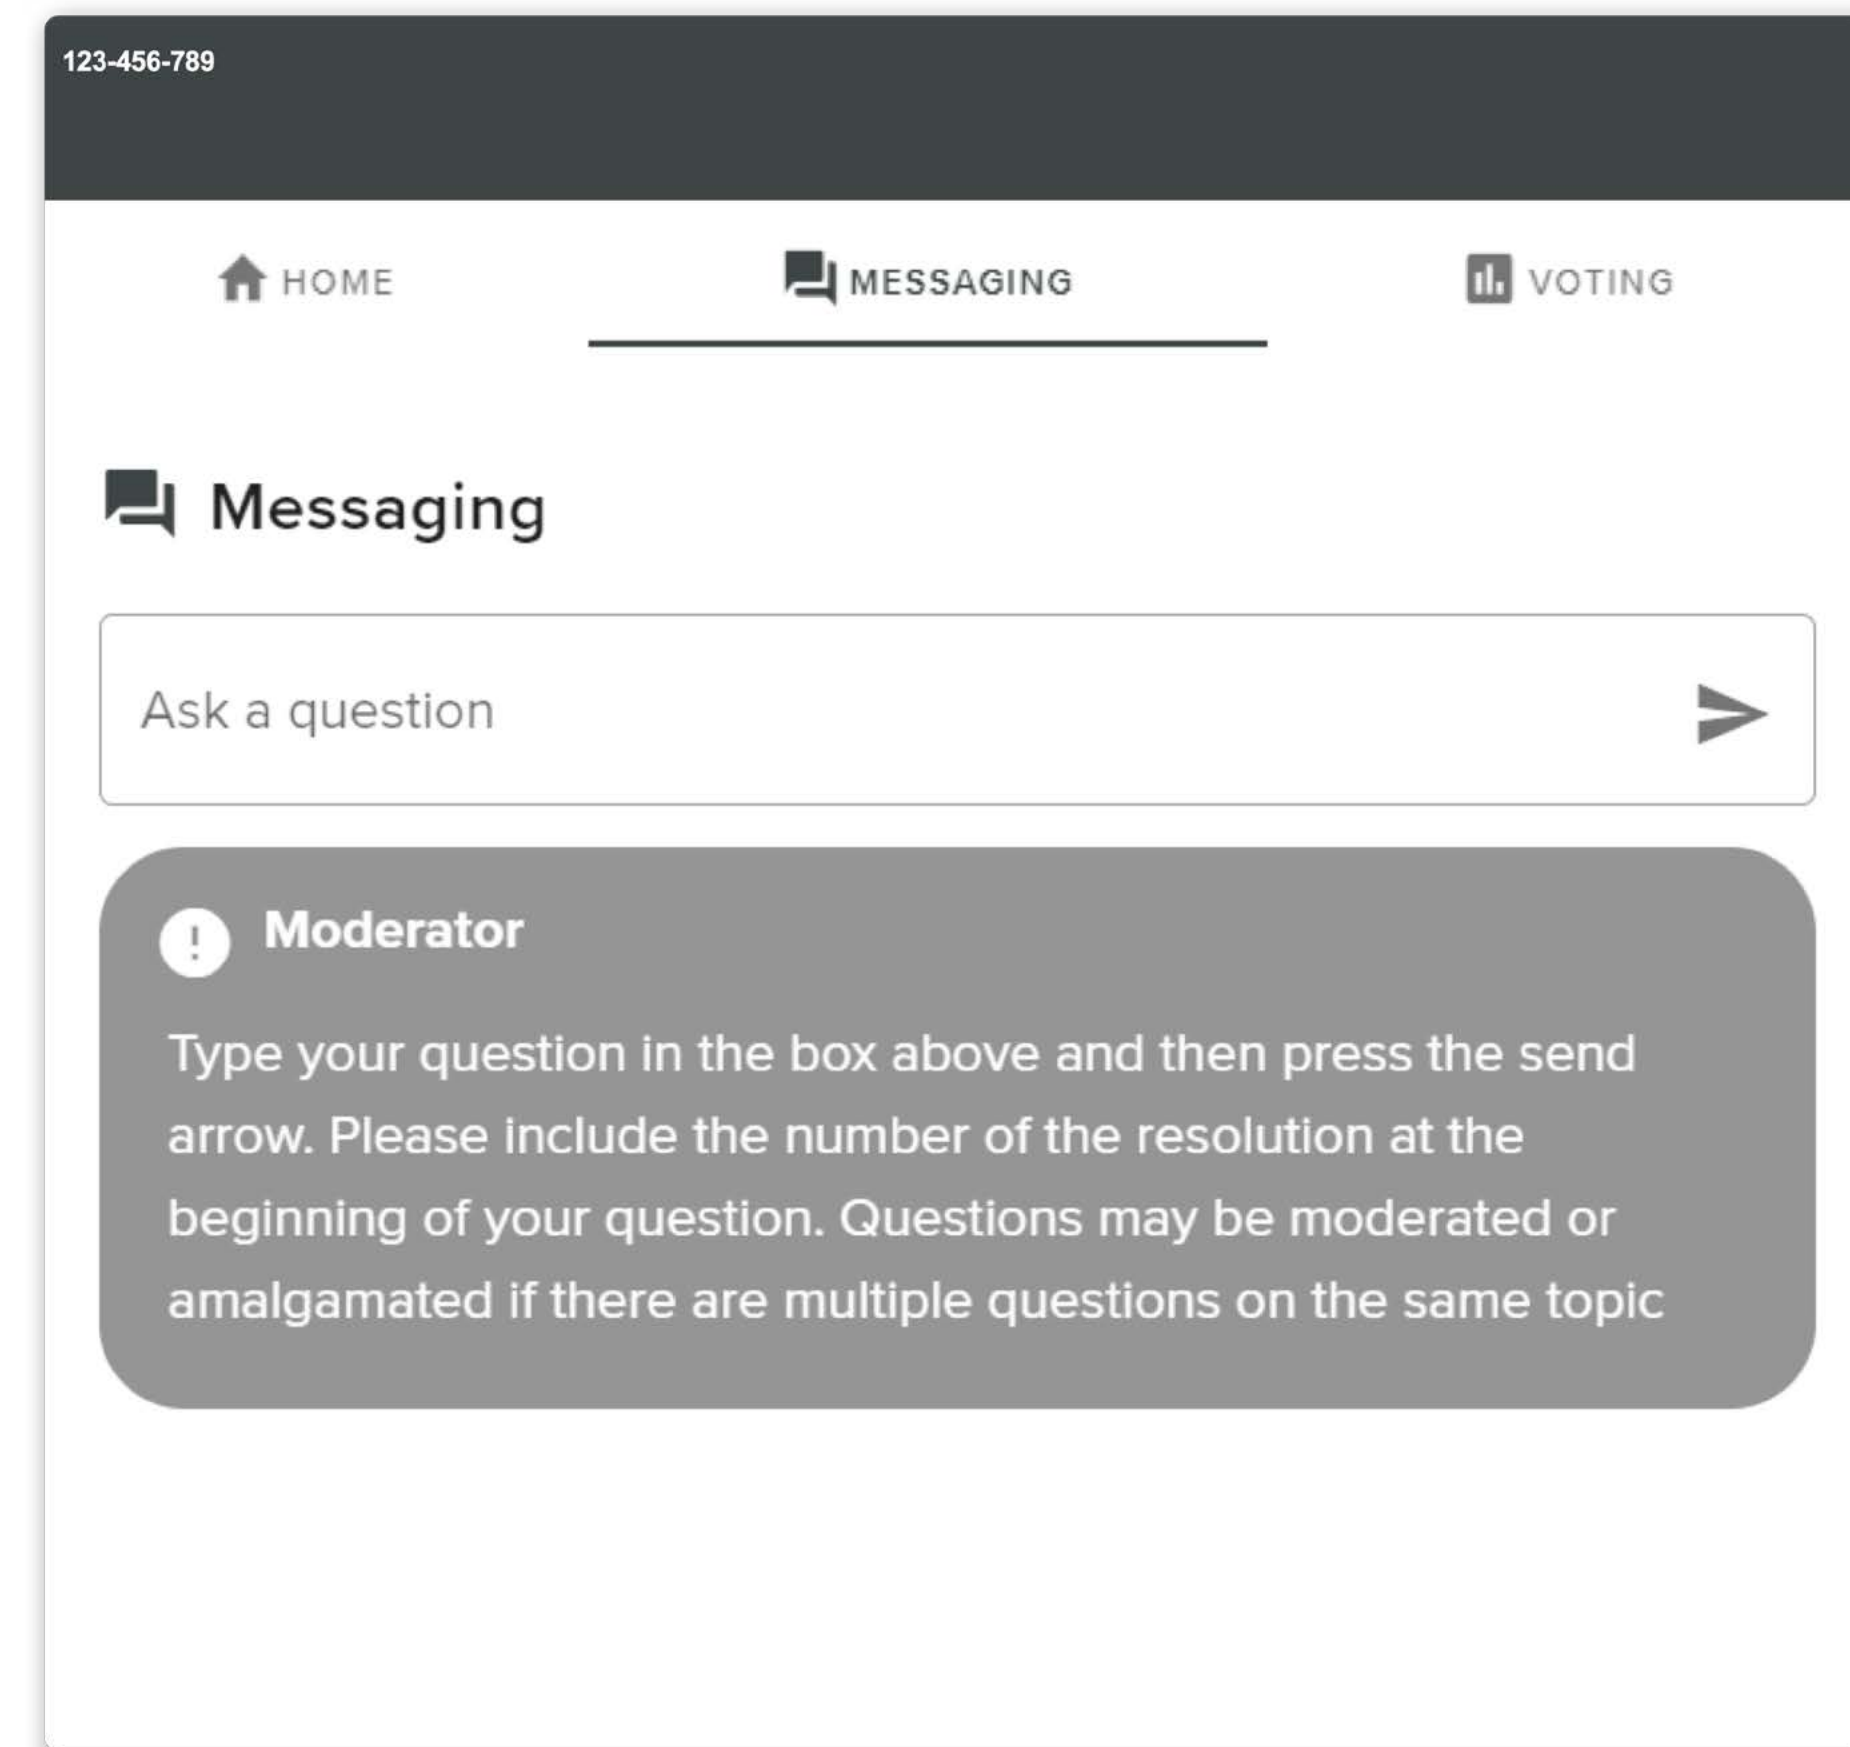 123-456-789
HOME
MESSAGING
VOTING
Messaging
Ask a question
Moderator
Type your question in the box above and then press the send
arrow. Please include the number of the resolution at the
beginning of your question. Questions may be moderated or
amalgamated if there are multiple questions on the same topic